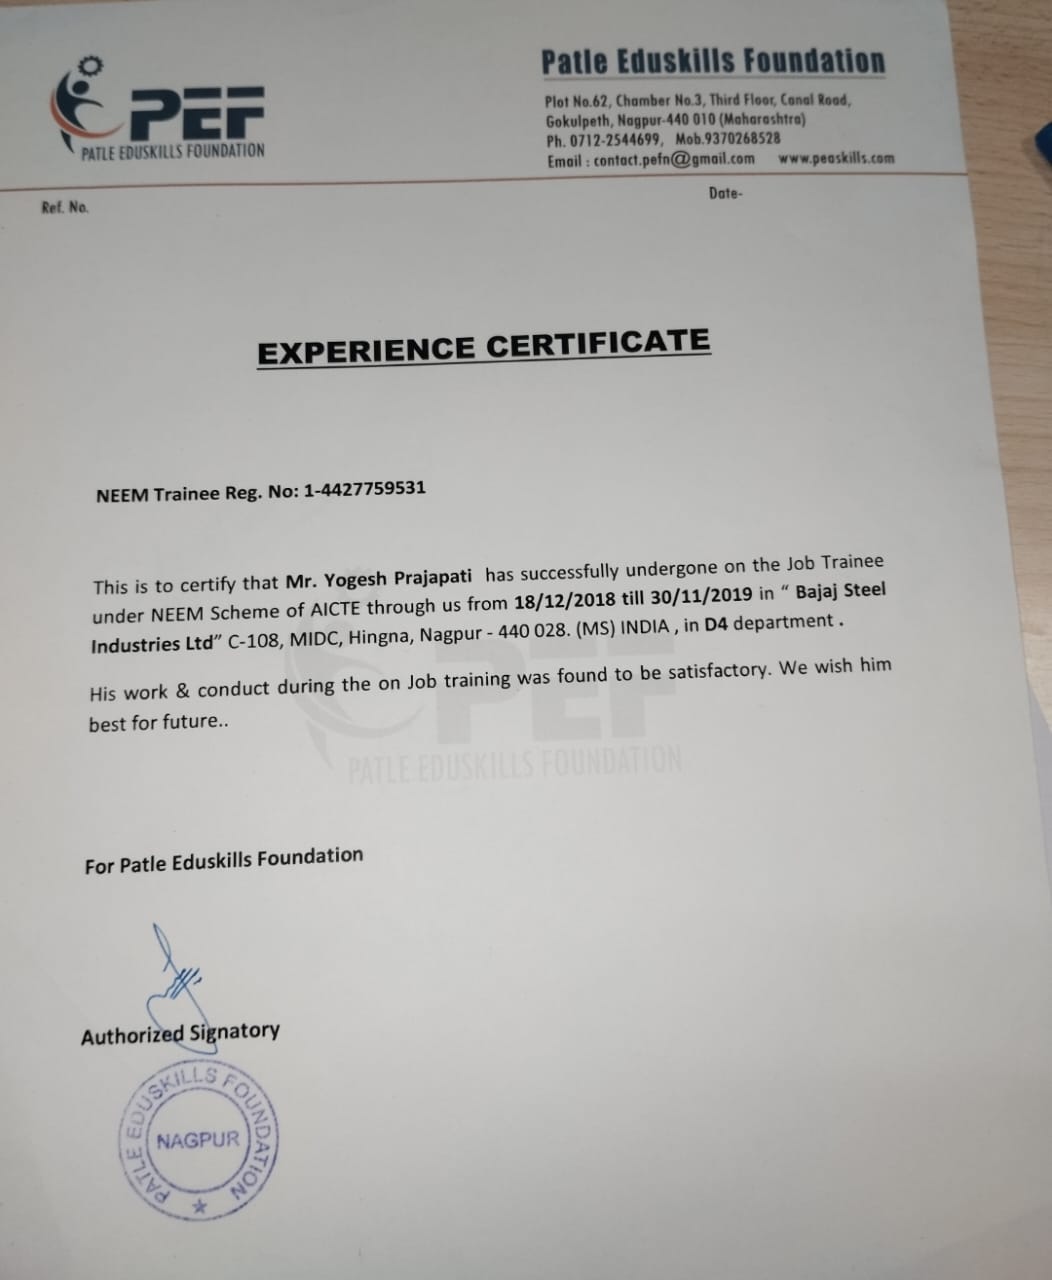 PEF
PATLE EDUSKILLS FOUNDATION
Patle Eduskills Foundation
Plot No.62, Chamber No.3, Third Floor, Canal Road,
Gokulpeth, Nagpur-440 010 (Maharashtra)
Ph. 0712-2544699, Mob.9370268528
Email : contact.pefn@gmail.com www.peaskills.com
Ref. No.
Date-
EXPERIENCE CERTIFICATE
NEEM Trainee Reg. No: 1-4427759531
This is to certify that Mr. Yogesh Prajapati has successfully undergone on the Job Trainee
under NEEM Scheme of AICTE through us from 18/12/2018 till 30/11/2019 in “ Bajaj Steel
Industries Ltd” C-108, MIDC, Hingna, Nagpur - 440 028. (MS) INDIA , in D4 department .
His work & conduct during the on Job training was found to be satisfactory. We wish him
best for future..
PEF
PATLE EDUSKILLS FOUNDATION
For Patle Eduskills Foundation
Authorized Signatory
PATLE EDUSKILLS FOUNDATION
NAGPUR